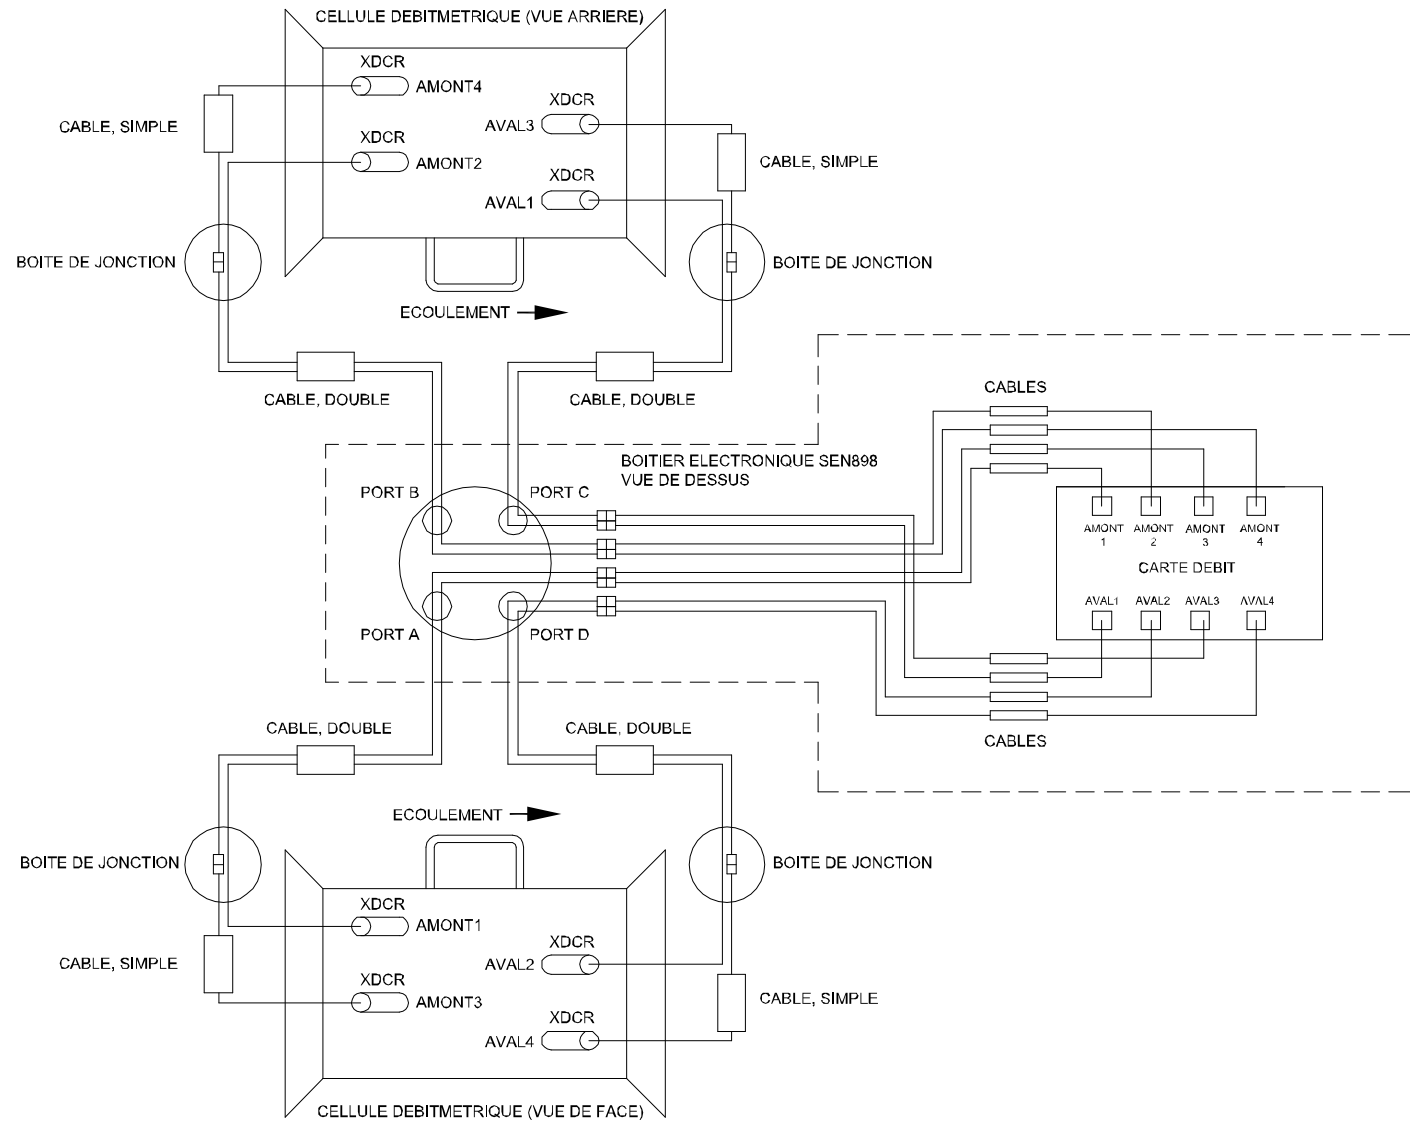 CELLULE DEBITMETRIQUE (VUE ARRIERE)
XDCR
AMONT4
XDCR
AVAL3
CABLE, SIMPLE
XDCR
AMONT2
CABLE, SIMPLE
XDCR
AVAL1
BOITE DE JONCTION
BOITE DE JONCTION
ECOULEMENT
CABLE, DOUBLE
CABLE, DOUBLE
CABLES
BOITIER ELECTRONIQUE SEN898
VUE DE DESSUS
PORT B
PORT C
AMONT
1
AMONT
2
AMONT
3
AMONT
4
CARTE DEBIT
AVAL1
AVAL2
AVAL3
AVAL4
PORT A
PORT D
CABLE, DOUBLE
CABLE, DOUBLE
CABLES
ECOULEMENT
BOITE DE JONCTION
BOITE DE JONCTION
XDCR
AMONT1
XDCR
AVAL2
CABLE, SIMPLE
XDCR
AMONT3
CABLE, SIMPLE
XDCR
AVAL4
CELLULE DEBITMETRIQUE (VUE DE FACE)